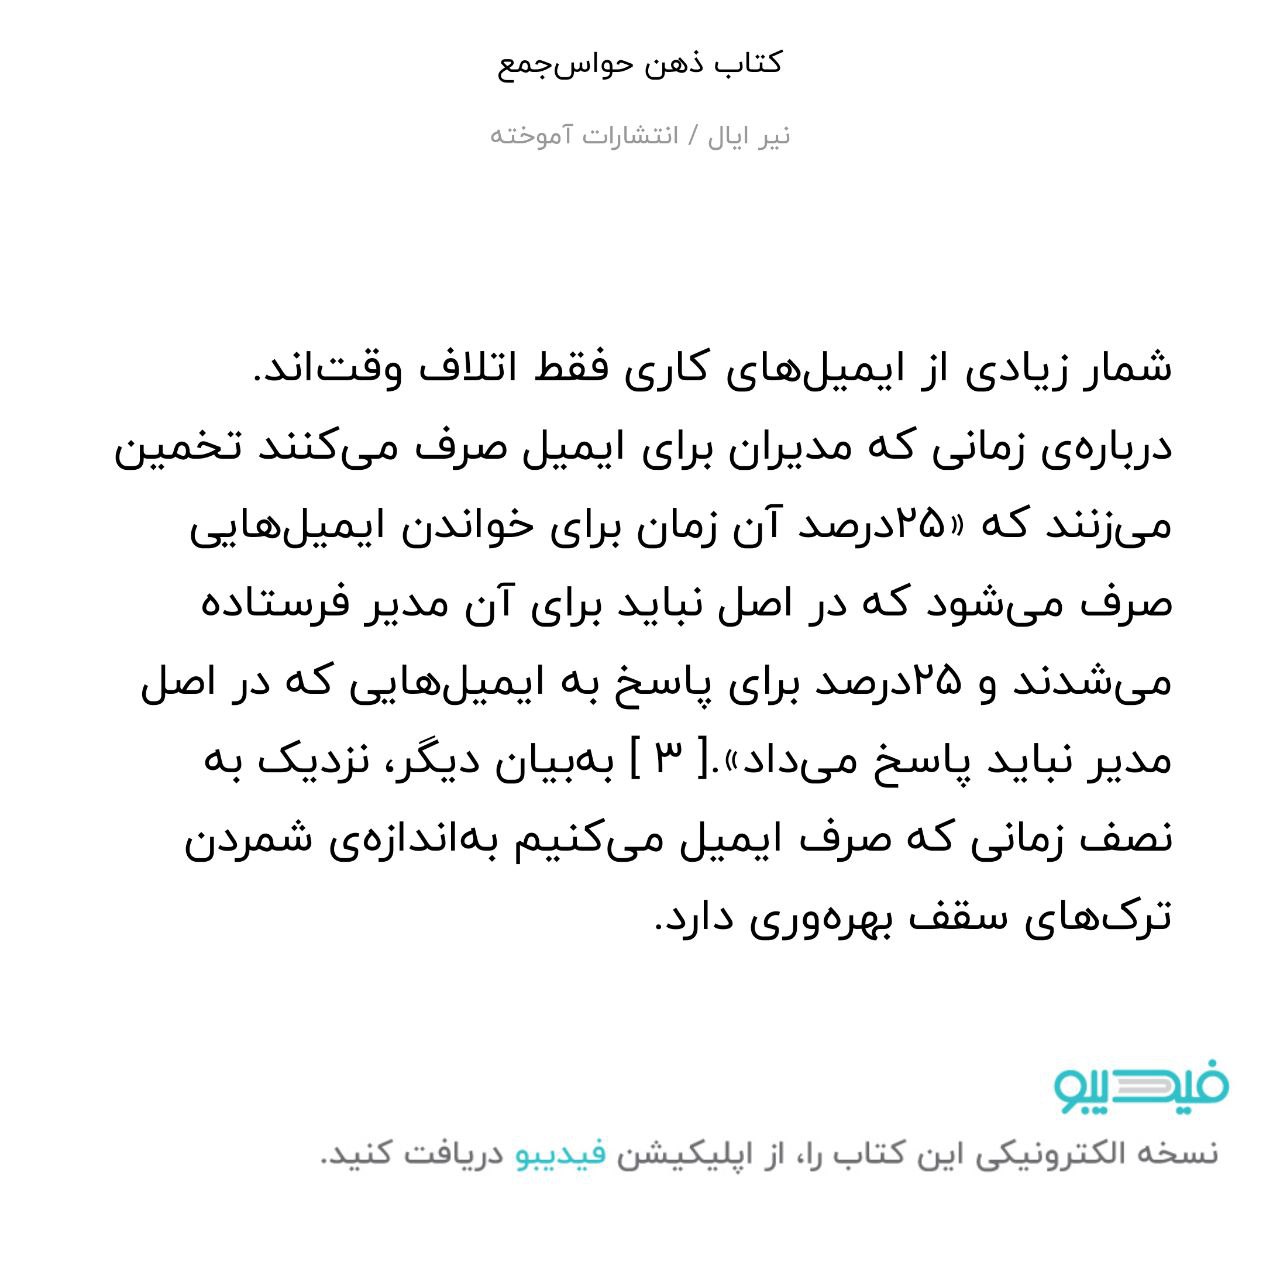 کتاب ذهن حواس‌جمع
نیر ایال / انتشارات آموخته
شمار زیادی از ایمیل‌های کاری فقط اتلاف وقت‌اند.
درباره‌ی زمانی که مدیران برای ایمیل صرف می‌کنند تخمین
می‌زنند که «۲۵درصد آن زمان برای خواندن ایمیل‌هایی
صرف می‌شود که در اصل نباید برای آن مدیر فرستاده
می‌شدند و ۲۵درصد برای پاسخ به ایمیل‌هایی که در اصل
مدیر نباید پاسخ می‌داد».[ ۳ ] به‌بیان دیگر، نزدیک به
نصف زمانی که صرف ایمیل می‌کنیم به‌اندازه‌ی شمردن
ترک‌های سقف بهره‌وری دارد.
فیدیبو
نسخه الکترونیکی این کتاب را، از اپلیکیشن فیدیبو دریافت کنید.